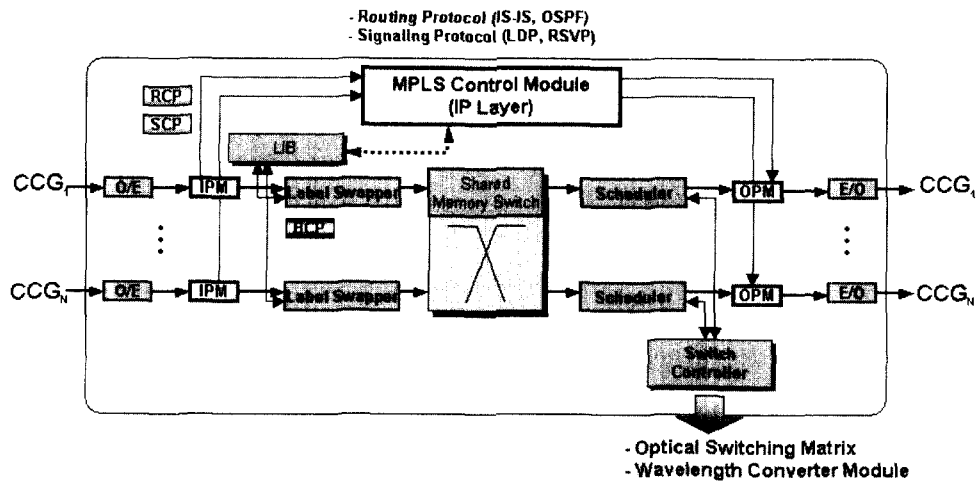 - Routing Protocol (IS-IS, OSPF)
- Signaling Protocol (LDP, RSVP)
MPLS Control Module
(IP Layer)
RCP
SCP
LIB
CCG1
O/E
IPM
Label Swapper
Shared
Memory Switch
Scheduler
OPM
E/O
CCG1
BCP
CCGN
O/E
IPM
Label Swapper
Scheduler
OPM
E/O
CCGN
Switch
Controller
- Optical Switching Matrix
- Wavelength Converter Module